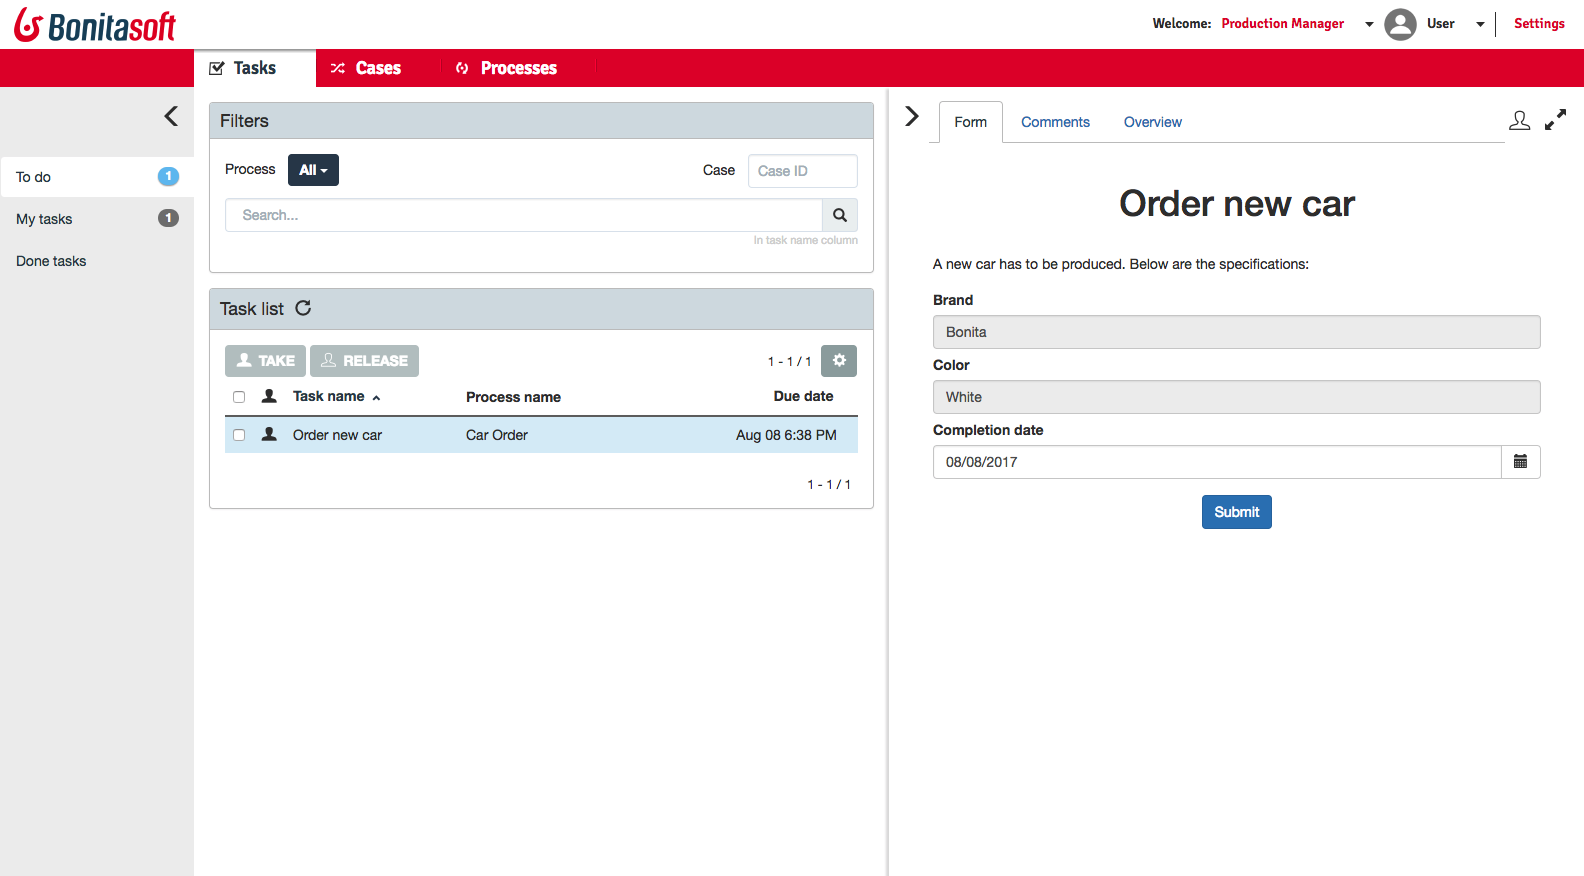 Bonitasoft
Welcome: Production Manager User Settings
Tasks Cases Processes
To do 1
My tasks 1
Done tasks
Filters
Process All Case Case ID
Search...
In task name column
Task list
TAKE RELEASE 1 - 1 / 1
Task name Process name Due date
Order new car Car Order Aug 08 6:38 PM
1 - 1 / 1
Form Comments Overview
Order new car
A new car has to be produced. Below are the specifications:
Brand
Bonita
Color
White
Completion date
08/08/2017
Submit